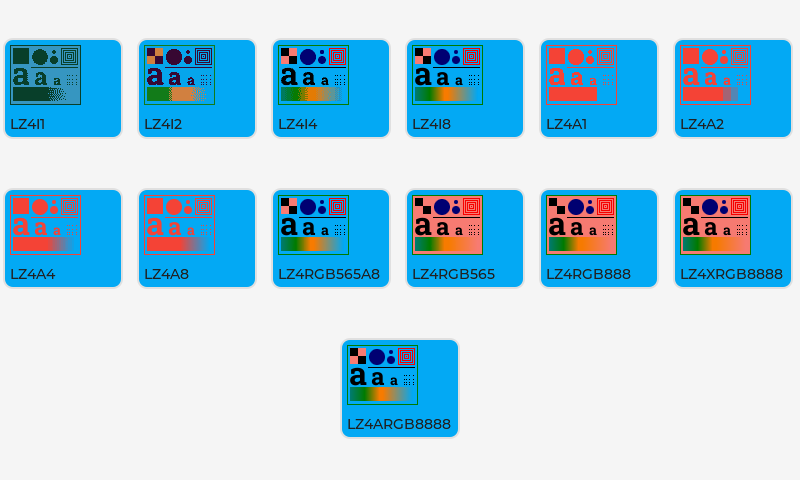 a a a
LZ4I1
a a a
LZ4I2
a a a
LZ4I4
a a a
LZ4I8
a a a
LZ4A1
a a a
LZ4A2
a a a
LZ4A4
a a a
LZ4A8
a a a
LZ4RGB565A8
a a a
LZ4RGB565
a a a
LZ4RGB888
a a a
LZ4XRGB8888
a a a
LZ4ARGB8888